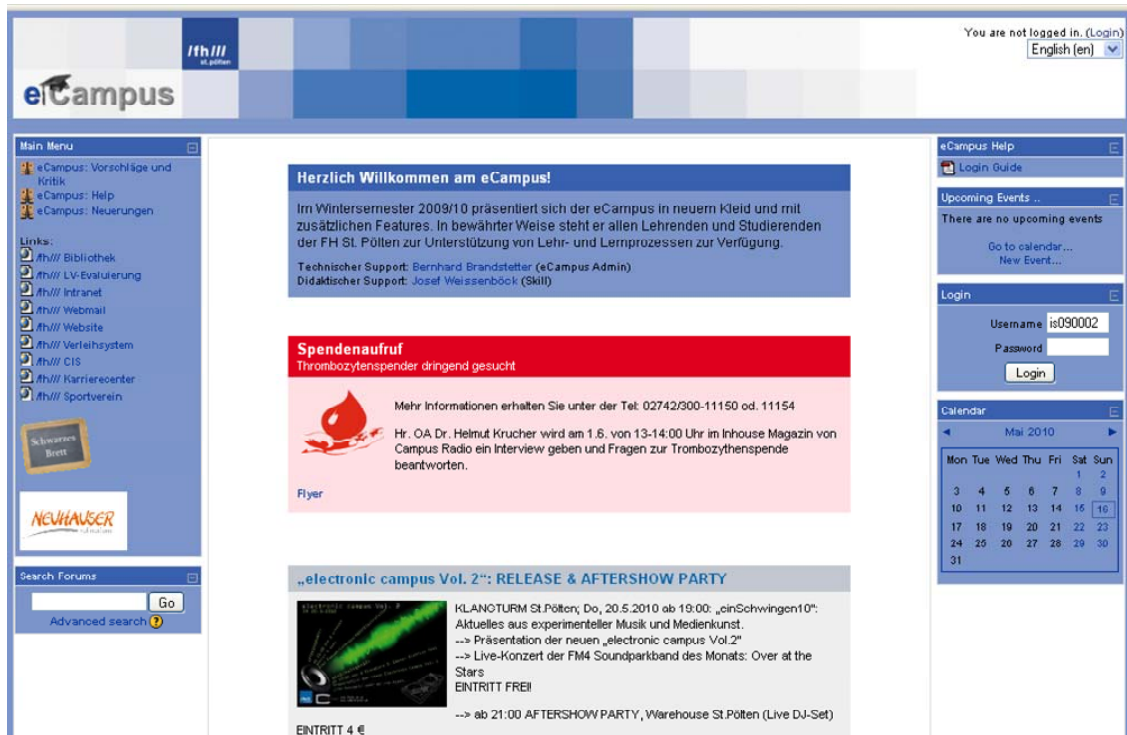 /fh///
st.pölten
eCampus
You are not logged in. (Login)
English (en)
Main Menu
eCampus: Vorschläge und
Kritik
eCampus: Help
eCampus: Neuerungen
Links:
/fh/// Bibliothek
/fh/// LV-Evaluierung
/fh/// Intranet
/fh/// Webmail
/fh/// Website
/fh/// Verleihsystem
/fh/// CIS
/fh/// Karrierecenter
/fh/// Sportverein
Schwarzes
Brett
NEUHAUSER
Search Forums
Go
Advanced search ?
Herzlich Willkommen am eCampus!
Im Wintersemester 2009/10 präsentiert sich der eCampus in neuem Kleid und mit
zusätzlichen Features. In bewährter Weise steht er allen Lehrenden und Studierenden
der FH St. Pölten zur Unterstützung von Lehr- und Lernprozessen zur Verfügung.
Technischer Support: Bernhard Brandstetter (eCampus Admin)
Didaktischer Support: Josef Weissenböck (Skill)
Spendenaufruf
Thrombozytenspender dringend gesucht
Mehr Informationen erhalten Sie unter der Tel: 02742/300-11150 od. 11154
Hr. OA Dr. Helmut Krucher wird am 1.6. von 13-14:00 Uhr im Inhouse Magazin von
Campus Radio ein Interview geben und Fragen zur Trombozythenspende
beantworten.
Flyer
„electronic campus Vol. 2“: RELEASE & AFTERSHOW PARTY
electronic campus Vol. 2
KLANGTURM St.Pölten; Do, 20.5.2010 ab 19:00: „einSchwingen10“:
Aktuelles aus experimenteller Musik und Medienkunst.
--> Präsentation der neuen „electronic campus Vol.2“
--> Live-Konzert der FM4 Soundparkband des Monats: Over at the
Stars
EINTRITT FREI!
--> ab 21:00 AFTERSHOW PARTY, Warehouse St.Pölten (Live DJ-Set)
EINTRITT 4 €
eCampus Help
Login Guide
Upcoming Events ..
There are no upcoming events
Go to calendar...
New Event...
Login
Username is090002
Password
Login
Calendar
◄ Mai 2010 ►
Mon Tue Wed Thu Fri Sat Sun
1 2
3 4 5 6 7 8 9
10 11 12 13 14 15 16
17 18 19 20 21 22 23
24 25 26 27 28 29 30
31